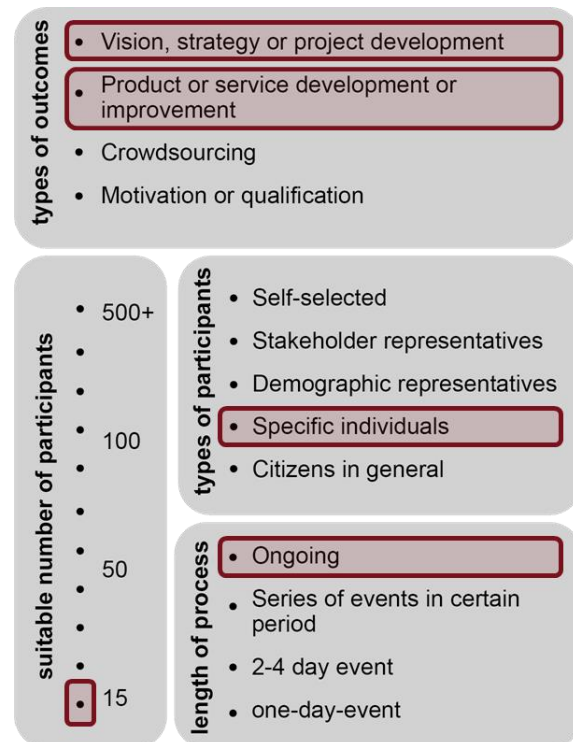 types of outcomes
• Vision, strategy or project development
• Product or service development or
improvement
• Crowdsourcing
• Motivation or qualification
suitable number of participants
500+
100
50
15
types of participants
• Self-selected
• Stakeholder representatives
• Demographic representatives
• Specific individuals
• Citizens in general
length of process
• Ongoing
• Series of events in certain
period
• 2-4 day event
• one-day-event